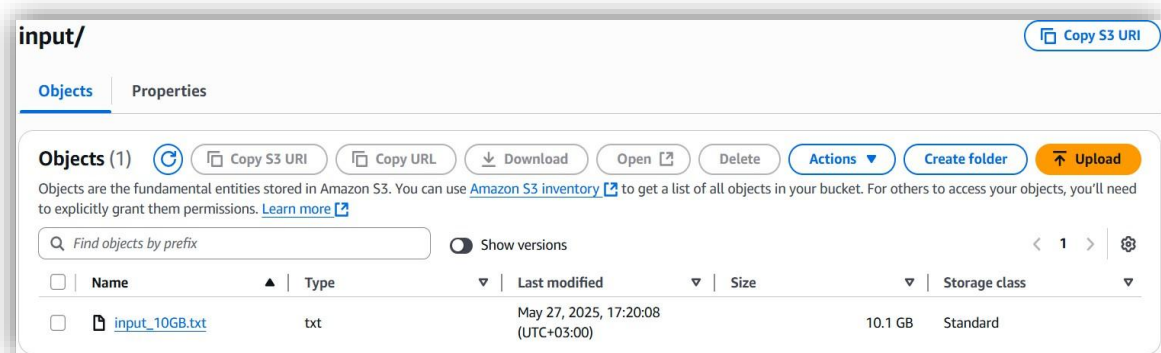 input/
Copy S3 URI
Objects
Properties
Objects (1)
Copy S3 URI
Copy URL
Download
Open
Delete
Actions
Create folder
Upload
Objects are the fundamental entities stored in Amazon S3. You can use Amazon S3 inventory to get a list of all objects in your bucket. For others to access your objects, you'll need
to explicitly grant them permissions. Learn more
Find objects by prefix
Show versions
1
Name Type Last modified Size Storage class
input_10GB.txt txt May 27, 2025, 17:20:08
(UTC+03:00) 10.1 GB Standard